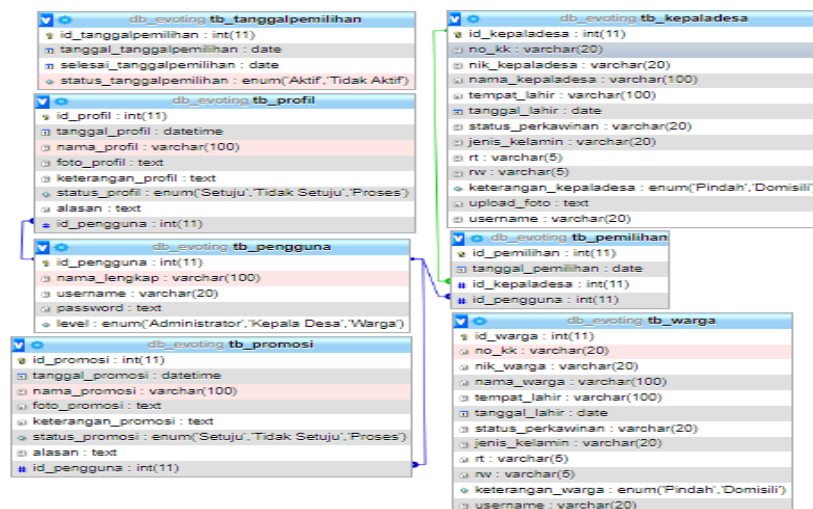 db_evoting tb_tanggalpemilihan
id_tanggalpemilihan : int(11)
tanggal_tanggalpemilihan : date
selesai_tanggalpemilihan : date
status_tanggalpemilihan : enum('Aktif','Tidak Aktif')
db_evoting tb_profil
id_profil : int(11)
tanggal_profil : datetime
nama_profil : varchar(100)
foto_profil : text
keterangan_profil : text
status_profil : enum('Setuju','Tidak Setuju','Proses')
alasan : text
id_pengguna : int(11)
db_evoting tb_pengguna
id_pengguna : int(11)
nama_lengkap : varchar(100)
username : varchar(20)
password : text
level : enum('Administrator','Kepala Desa','Warga')
db_evoting tb_promosi
id_promosi : int(11)
tanggal_promosi : datetime
nama_promosi : varchar(100)
foto_promosi : text
keterangan_promosi : text
status_promosi : enum('Setuju','Tidak Setuju','Proses')
alasan : text
id_pengguna : int(11)
db_evoting tb_kepaladesa
id_kepaladesa : int(11)
no_kk : varchar(20)
nik_kepaladesa : varchar(20)
nama_kepaladesa : varchar(100)
tempat_lahir : varchar(100)
tanggal_lahir : date
status_perkawinan : varchar(20)
jenis_kelamin : varchar(20)
rt : varchar(5)
rw : varchar(5)
keterangan_kepaladesa : enum('Pindah','Domisili')
upload_foto : text
username : varchar(20)
db_evoting tb_pemilihan
id_pemilihan : int(11)
tanggal_pemilihan : date
id_kepaladesa : int(11)
id_pengguna : int(11)
db_evoting tb_warga
id_warga : int(11)
no_kk : varchar(20)
nik_warga : varchar(20)
nama_warga : varchar(100)
tempat_lahir : varchar(100)
tanggal_lahir : date
status_perkawinan : varchar(20)
jenis_kelamin : varchar(20)
rt : varchar(5)
rw : varchar(5)
keterangan_warga : enum('Pindah','Domisili')
username : varchar(20)